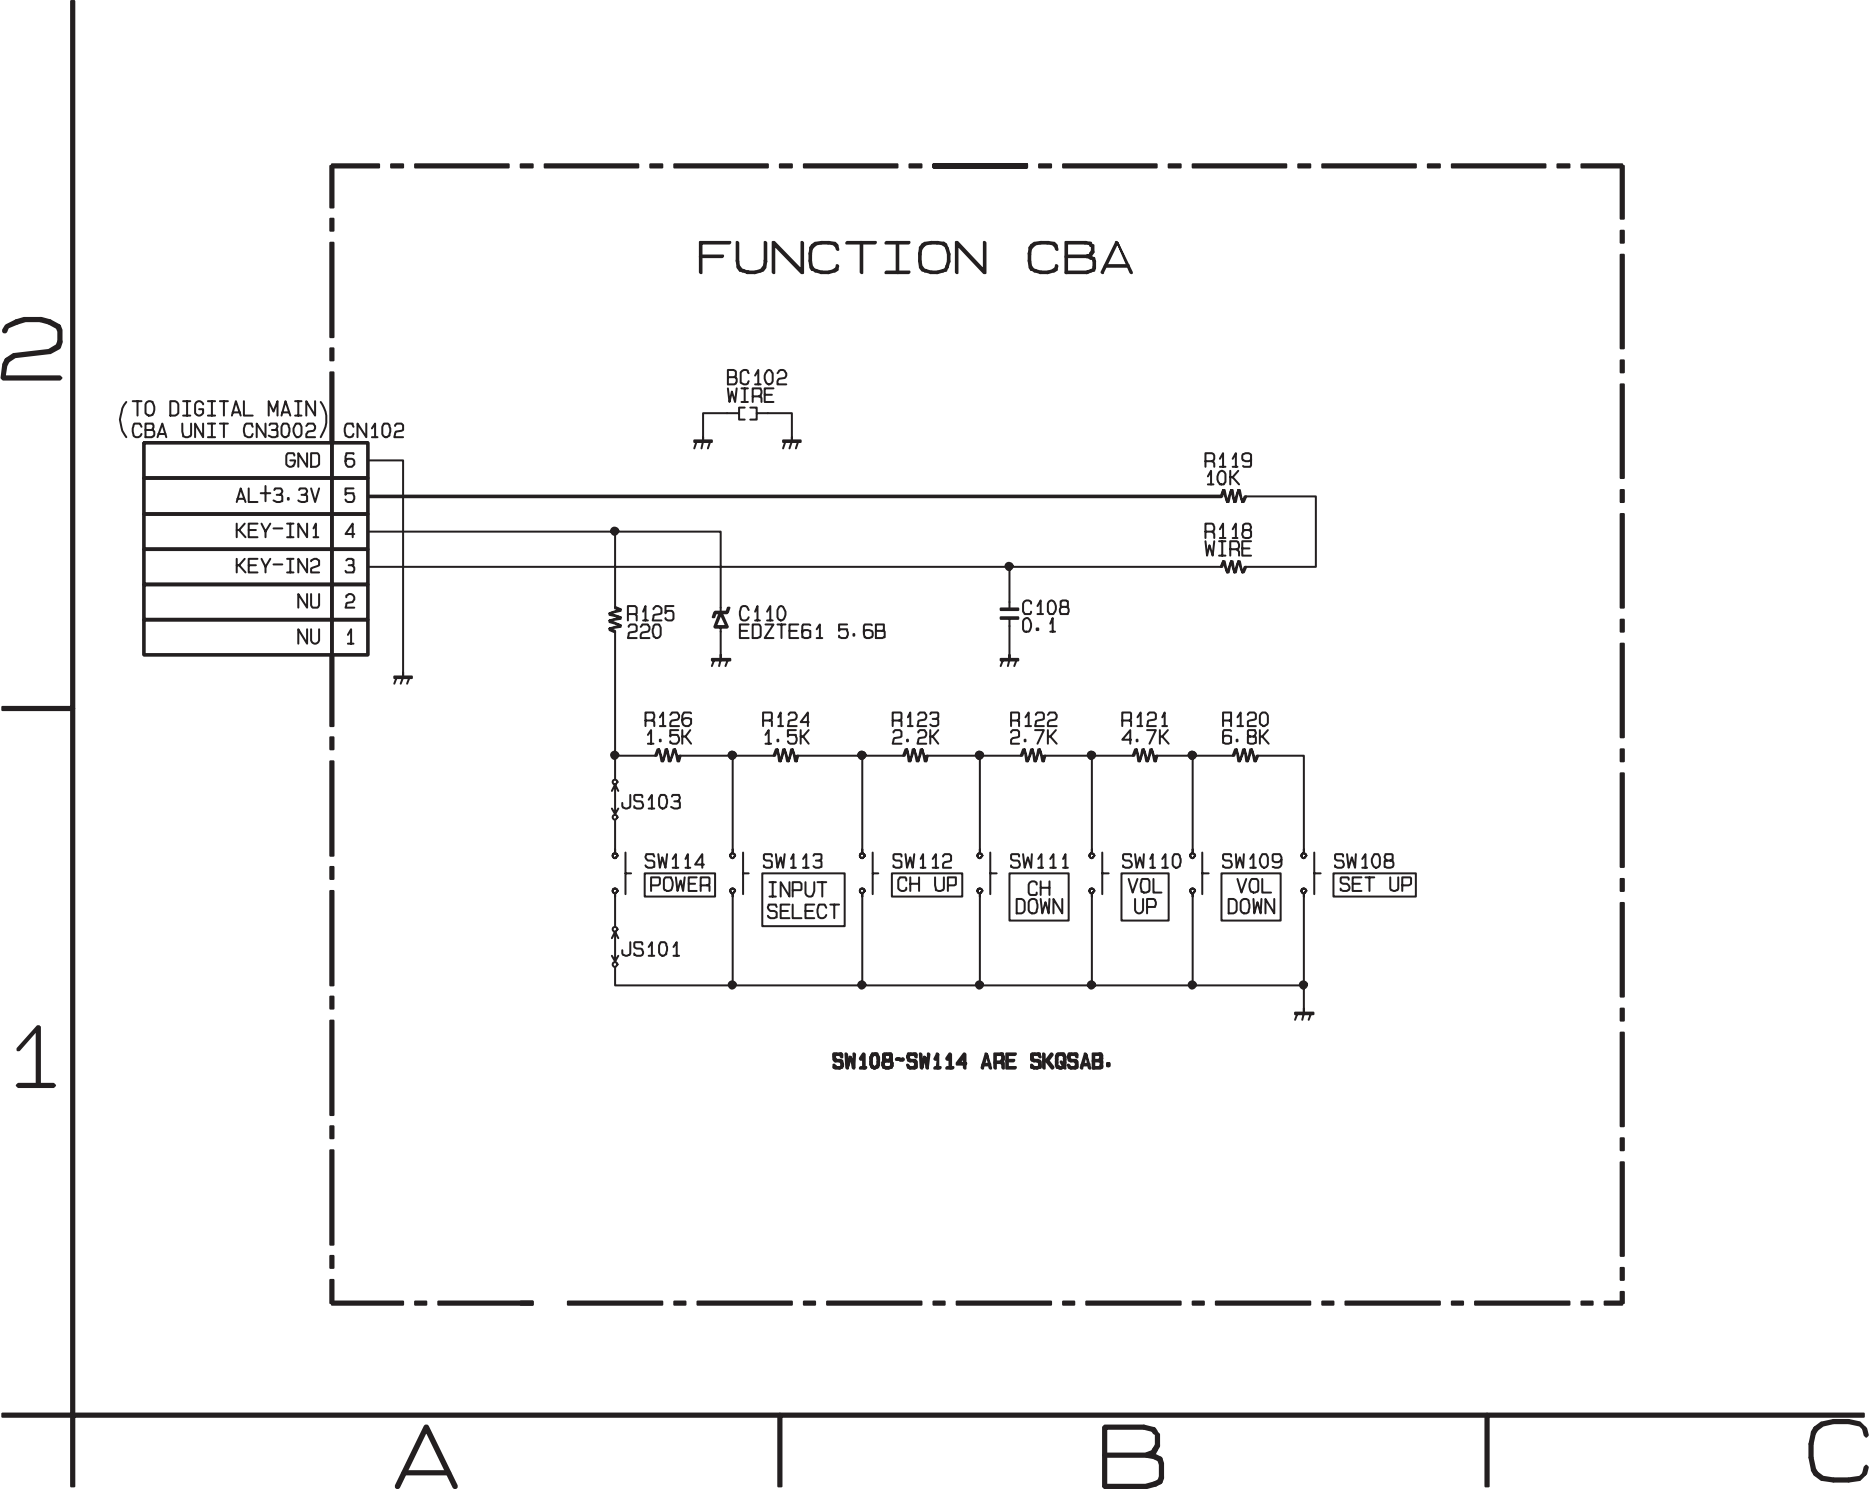 FUNCTION CBA
2
BC102
WIRE
(TO DIGITAL MAIN)
(CBA UNIT CN3002)
CN102
GND 6
AL+3.3V 5
KEY-IN1 4
KEY-IN2 3
NU 2
NU 1
R119
10K
R118
WIRE
R125
220
C110
EDZTE61 5.6B
C108
0.1
R126
1.5K
R124
1.5K
R123
2.2K
R122
2.7K
R121
4.7K
R120
6.8K
JS103
SW114
POWER
SW113
INPUT
SELECT
SW112
CH UP
SW111
CH
DOWN
SW110
VOL
UP
SW109
VOL
DOWN
SW108
SET UP
JS101
1
SW108~SW114 ARE SKQSAB.
A
B
C